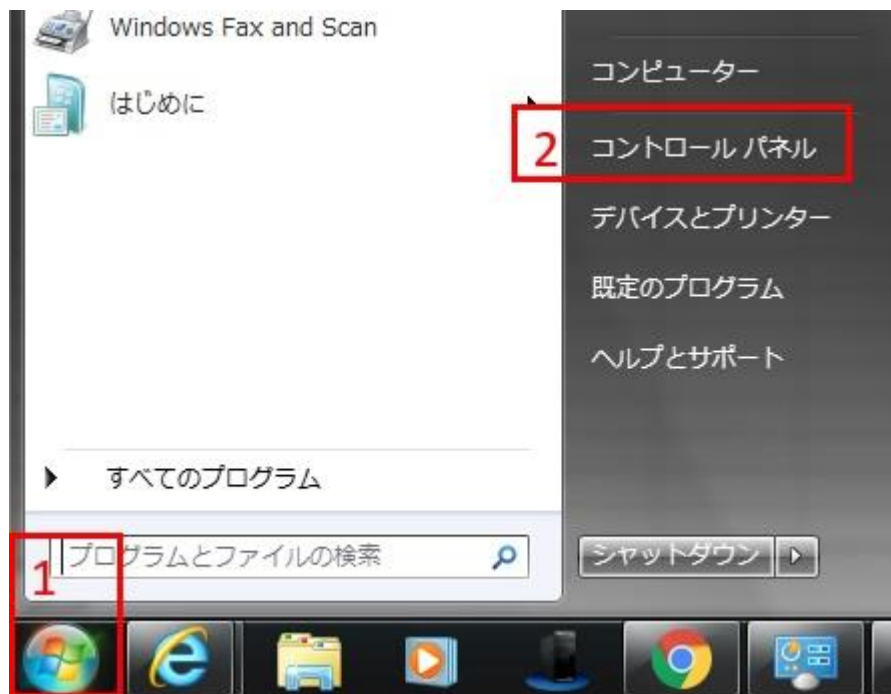 Windows Fax and Scan
はじめに
すべてのプログラム
プログラムとファイルの検索
コンピューター
2
コントロール パネル
デバイスとプリンター
既定のプログラム
ヘルプとサポート
シャットダウン
1